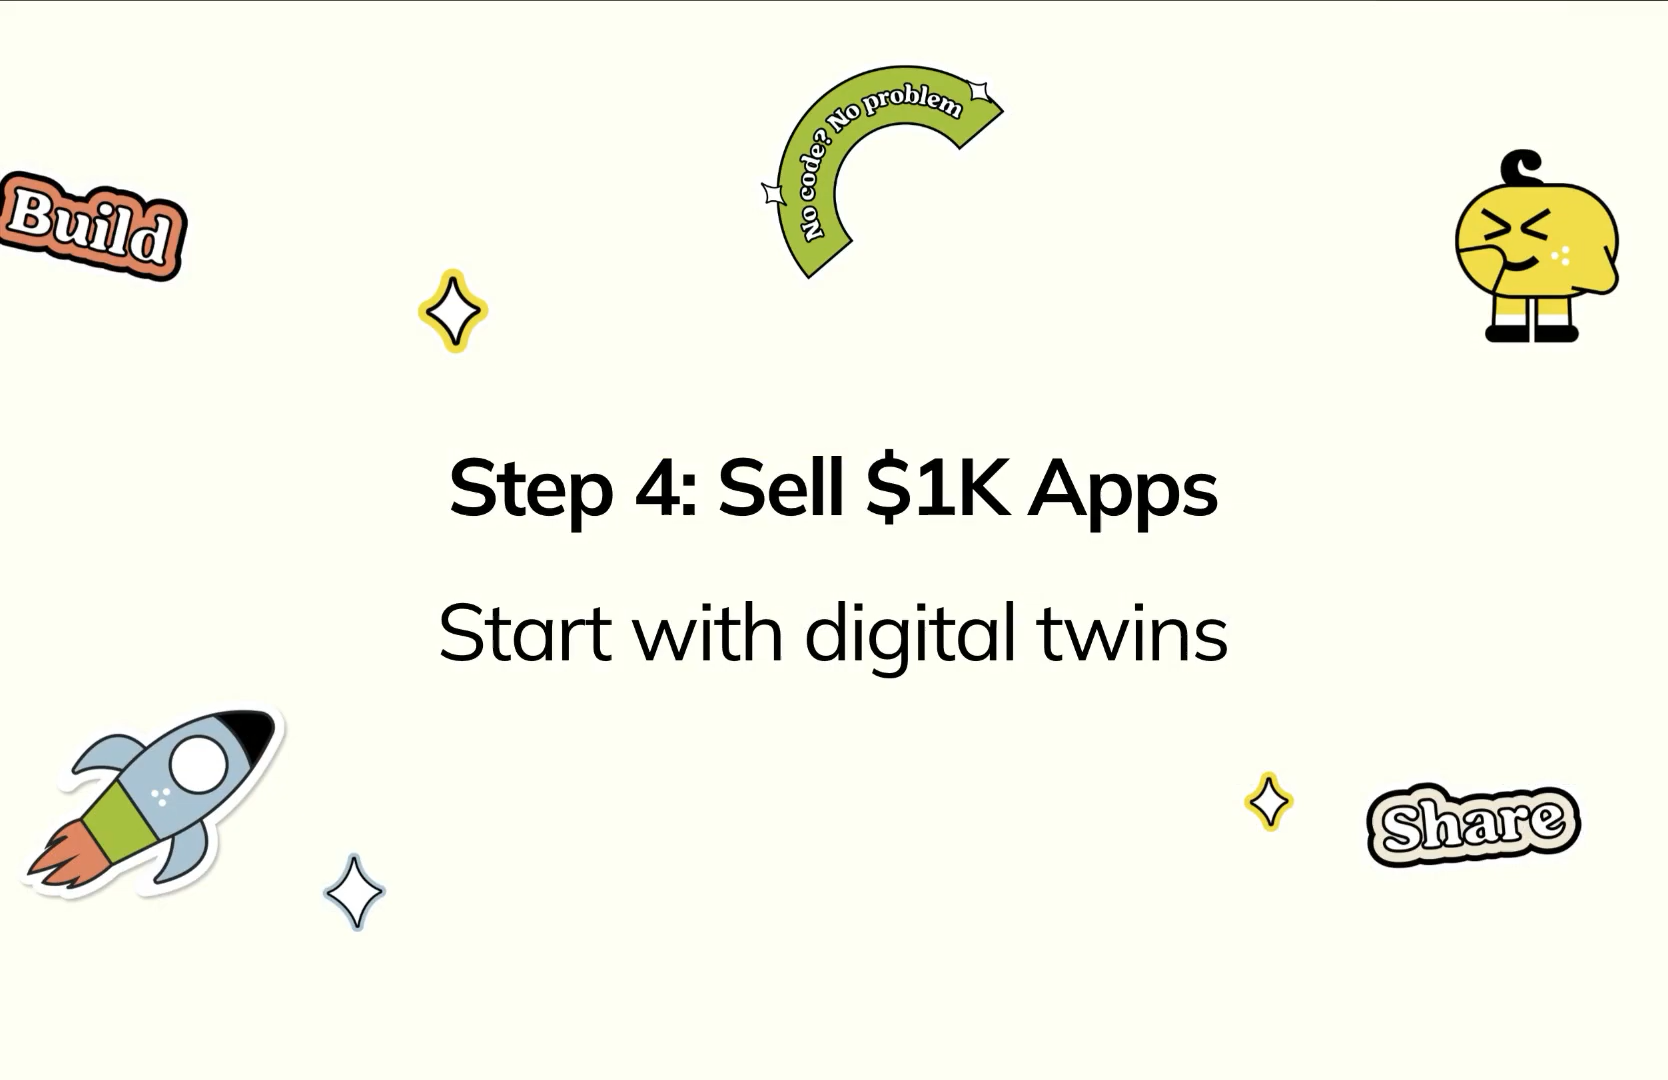 No code? No problem
Build
Step 4: Sell $1K Apps
Start with digital twins
Share